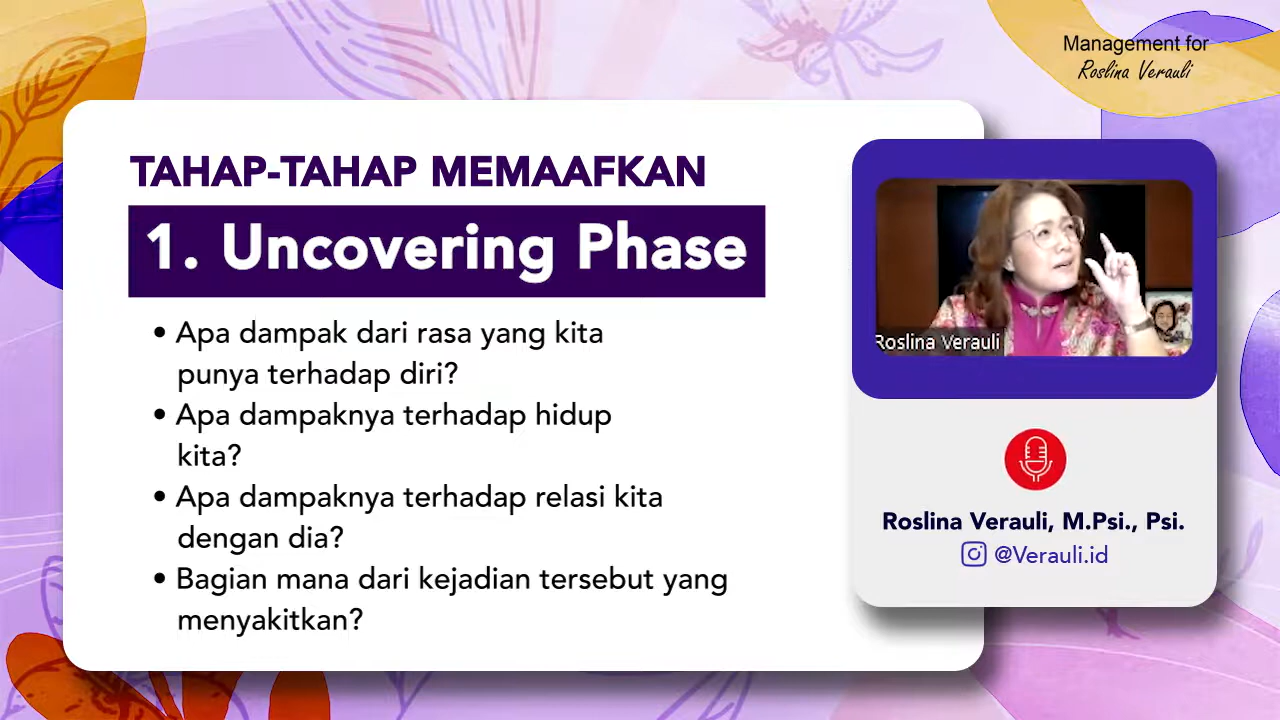 Management for
Roslina Verauli
TAHAP-TAHAP MEMAAFKAN
1. Uncovering Phase
• Apa dampak dari rasa yang kita
punya terhadap diri?
• Apa dampaknya terhadap hidup
kita?
• Apa dampaknya terhadap relasi kita
dengan dia?
• Bagian mana dari kejadian tersebut yang
menyakitkan?
Roslina Verauli
Roslina Verauli, M.Psi., Psi.
@Verauli.id